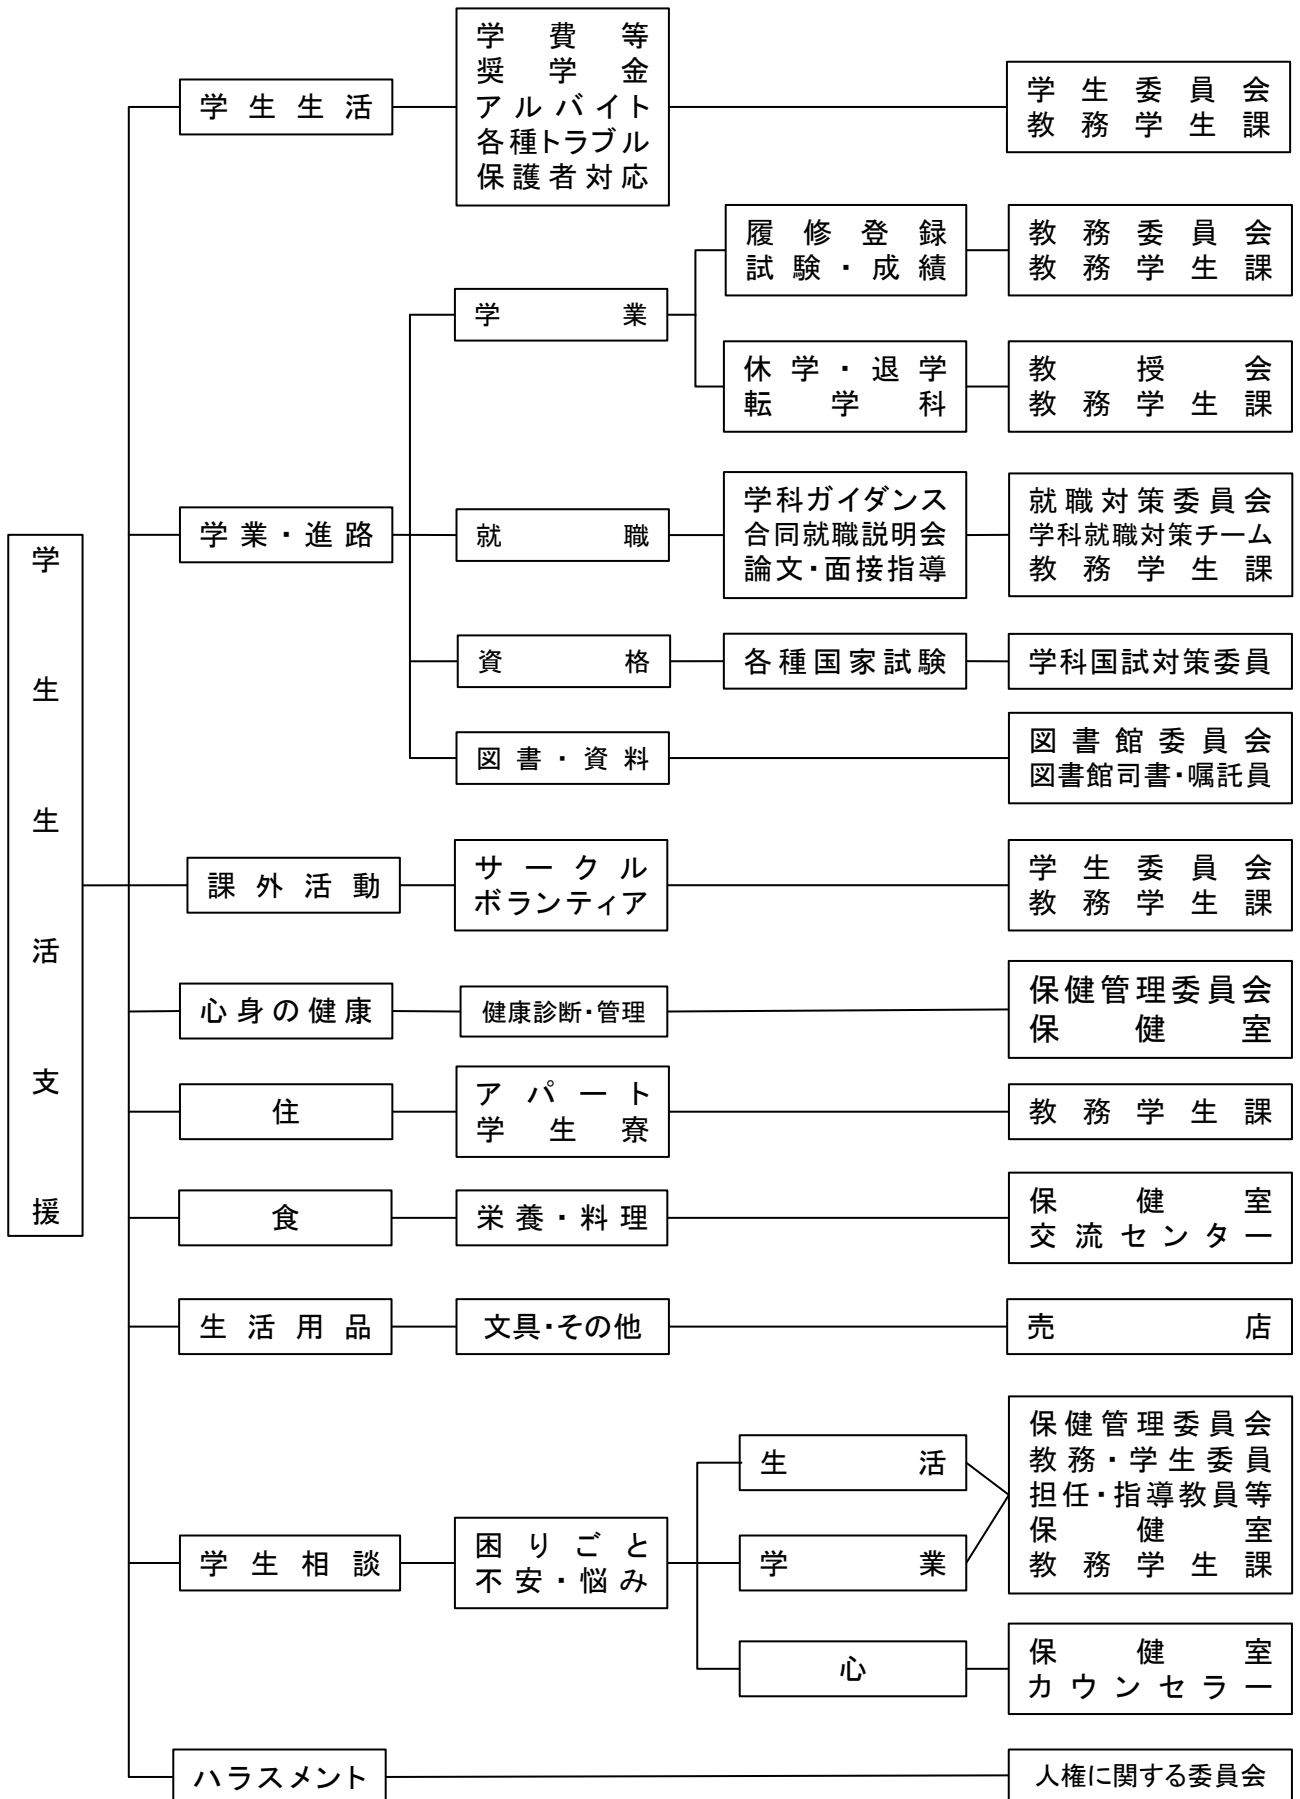 学生生活支援
学生生活
学費等
奨学金
アルバイト
各種トラブル
保護者対応
学生委員会
教務学生課
学業・進路
学業
履修登録
試験・成績
教務委員会
教務学生課
休学・退学
転学科
教授会
教務学生課
就職
学科ガイダンス
合同就職説明会
論文・面接指導
就職対策委員会
学科就職対策チーム
教務学生課
資格
各種国家試験
学科国試対策委員
図書・資料
図書館委員会
図書館司書・嘱託員
課外活動
サークル
ボランティア
学生委員会
教務学生課
心身の健康
健康診断・管理
保健管理委員会
保健室
住
アパート
学生寮
教務学生課
食
栄養・料理
保健室
交流センター
生活用品
文具・その他
売店
学生相談
困りごと
不安・悩み
生活
学業
保健管理委員会
教務・学生委員
担任・指導教員等
保健室
教務学生課
心
保健室
カウンセラー
ハラスメント
人権に関する委員会